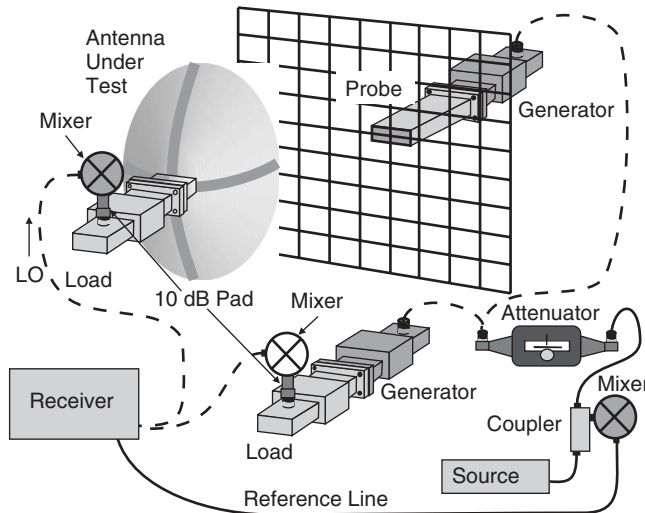 Antenna
Under
Test
Probe
Generator
Mixer
LO
Load
10 dB Pad
Mixer
Attenuator
Generator
Mixer
Receiver
Coupler
Load
Source
Reference Line